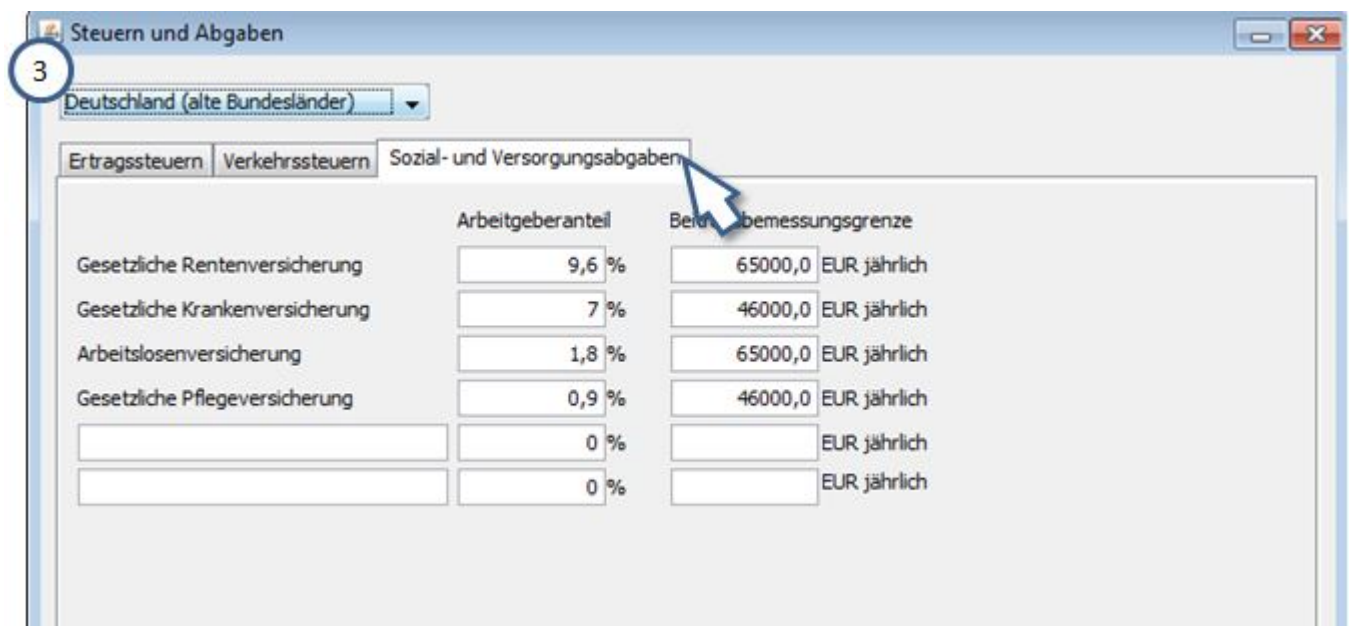 Steuern und Abgaben
3
Deutschland (alte Bundesländer)
Ertragssteuern Verkehrssteuern Sozial- und Versorgungsabgaben
Arbeitgeberanteil bemessungsgrenze
Gesetzliche Rentenversicherung 9,6 % 65000,0 EUR jährlich
Gesetzliche Krankenversicherung 7 % 46000,0 EUR jährlich
Arbeitslosenversicherung 1,8 % 65000,0 EUR jährlich
Gesetzliche Pflegeversicherung 0,9 % 46000,0 EUR jährlich
0 % EUR jährlich
0 % EUR jährlich